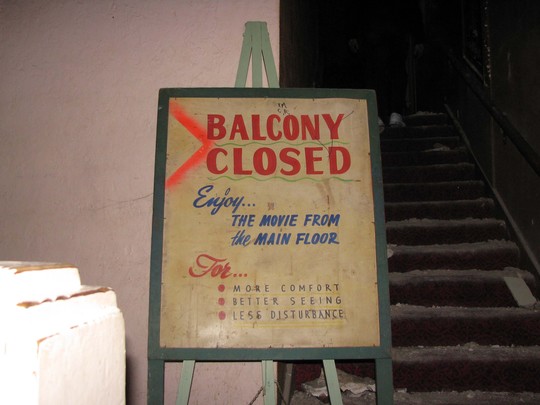 BALCONY
CLOSED
Enjoy...
THE MOVIE FROM
the MAIN FLOOR
For...
MORE COMFORT
BETTER SEEING
LESS DISTURBANCE